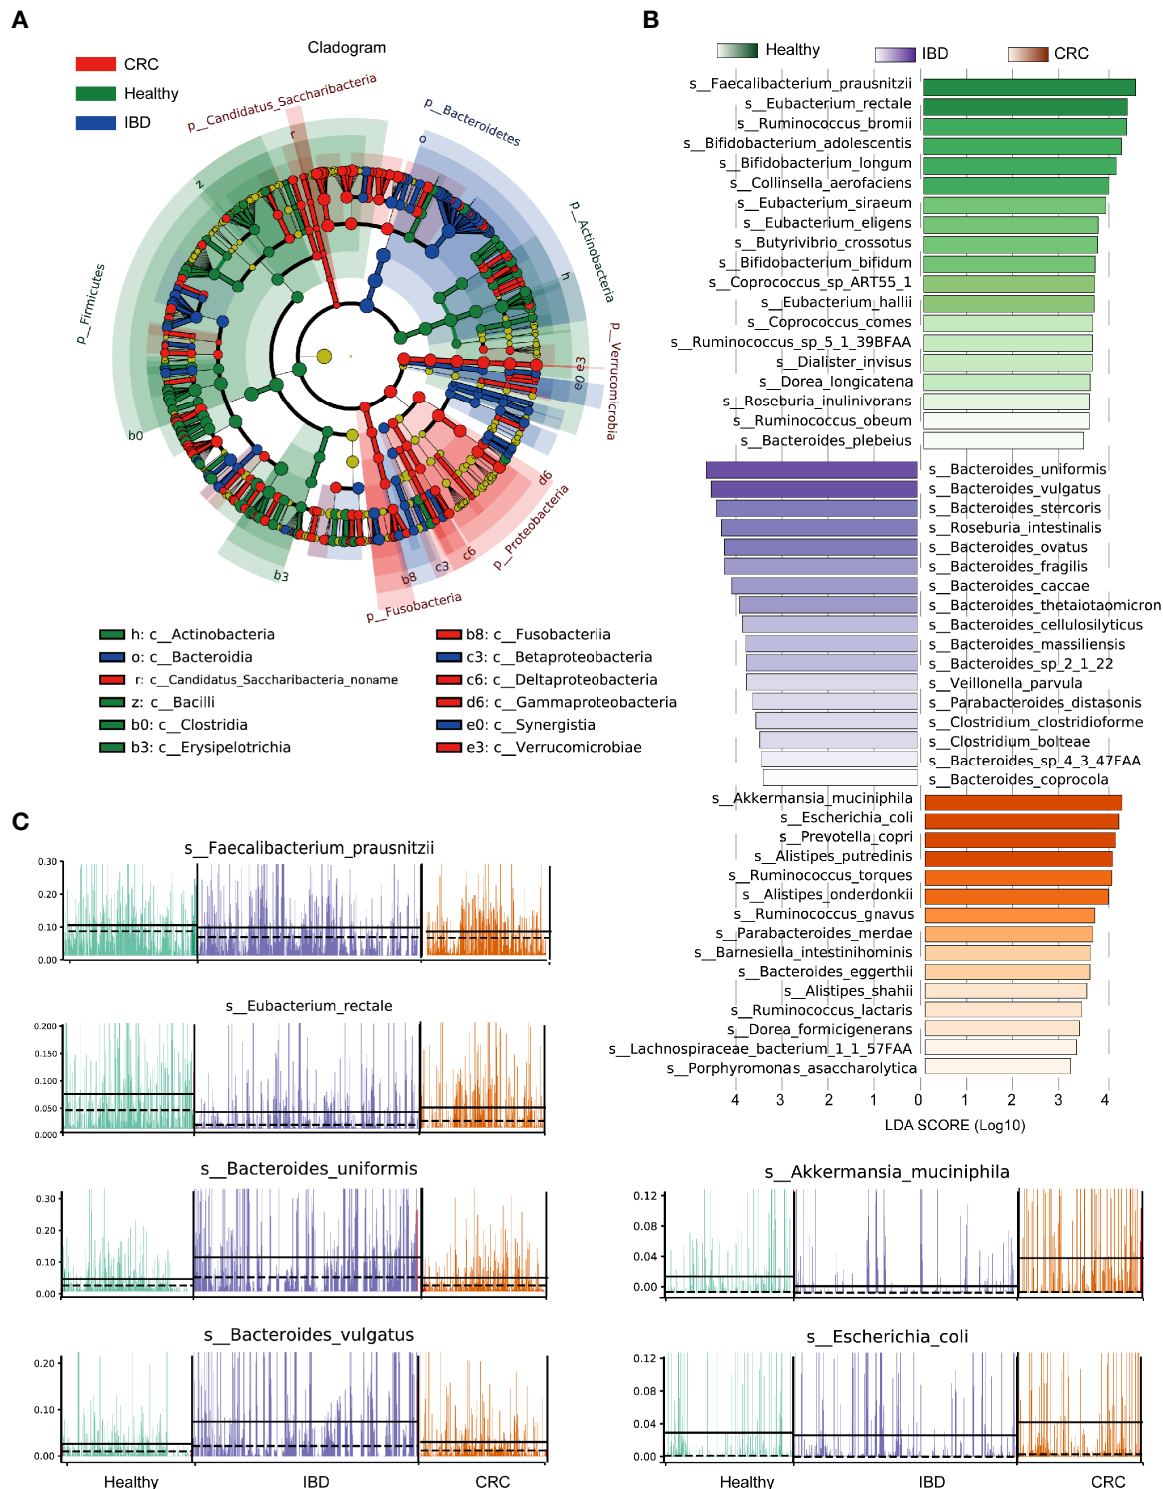 A
Cladogram
CRC
Healthy
IBD
p__Candidatus_Saccharibacteria
p__Bacteroidetes
p__Actinobacteria
p__Verrucomicrobia
p__Proteobacteria
p__Fusobacteria
p__Firmicutes
r
o
z
h
e3
e0
b0
d6
c6
c3
b8
b3
h: c__Actinobacteria
o: c__Bacteroidia
r: c__Candidatus_Saccharibacteria_noname
z: c__Bacilli
b0: c__Clostridia
b3: c__Erysipelotrichia
b8: c__Fusobacteriia
c3: c__Betaproteobacteria
c6: c__Deltaproteobacteria
d6: c__Gammaproteobacteria
e0: c__Synergistia
e3: c__Verrucomicrobiae
B
Healthy
IBD
CRC
s__Faecalibacterium_prausnitzii
s__Eubacterium_rectale
s__Ruminococcus_bromii
s__Bifidobacterium_adolescentis
s__Bifidobacterium_longum
s__Collinsella_aerofaciens
s__Eubacterium_siraeum
s__Eubacterium_eligens
s__Butyrivibrio_crossotus
s__Bifidobacterium_bifidum
s__Coprococcus_sp_ART55_1
s__Eubacterium_hallii
s__Coprococcus_comes
s__Ruminococcus_sp_5_1_39BFAA
s__Dialister_invisus
s__Dorea_longicatena
s__Roseburia_inulinivorans
s__Ruminococcus_obeum
s__Bacteroides_plebeius
s__Bacteroides_uniformis
s__Bacteroides_vulgatus
s__Bacteroides_stercoris
s__Roseburia_intestinalis
s__Bacteroides_ovatus
s__Bacteroides_fragilis
s__Bacteroides_caccae
s__Bacteroides_thetaiotaomicron
s__Bacteroides_cellulosilyticus
s__Bacteroides_massiliensis
s__Bacteroides_sp_2_1_22
s__Veillonella_parvula
s__Parabacteroides_distasonis
s__Clostridium_clostridioforme
s__Clostridium_bolteae
s__Bacteroides_sp_4_3_47FAA
s__Bacteroides_coprocola
s__Akkermansia_muciniphila
s__Escherichia_coli
s__Prevotella_copri
s__Alistipes_putredinis
s__Ruminococcus_torques
s__Alistipes_onderdonkii
s__Ruminococcus_gnavus
s__Parabacteroides_merdae
s__Barnesiella_intestinihominis
s__Bacteroides_eggerthii
s__Alistipes_shahii
s__Ruminococcus_lactaris
s__Dorea_formicigenerans
s__Lachnospiraceae_bacterium_1_1_57FAA
s__Porphyromonas_asaccharolytica
4 3 2 1 0 1 2 3 4
LDA SCORE (Log10)
C
s__Faecalibacterium_prausnitzii
0.30
0.20
0.10
0.00
s__Eubacterium_rectale
0.200
0.150
0.100
0.050
0.000
s__Bacteroides_uniformis
0.30
0.20
0.10
0.00
s__Bacteroides_vulgatus
0.20
0.10
0.00
Healthy IBD CRC
s__Akkermansia_muciniphila
0.12
0.08
0.04
0.00
s__Escherichia_coli
0.12
0.08
0.04
0.00
Healthy IBD CRC